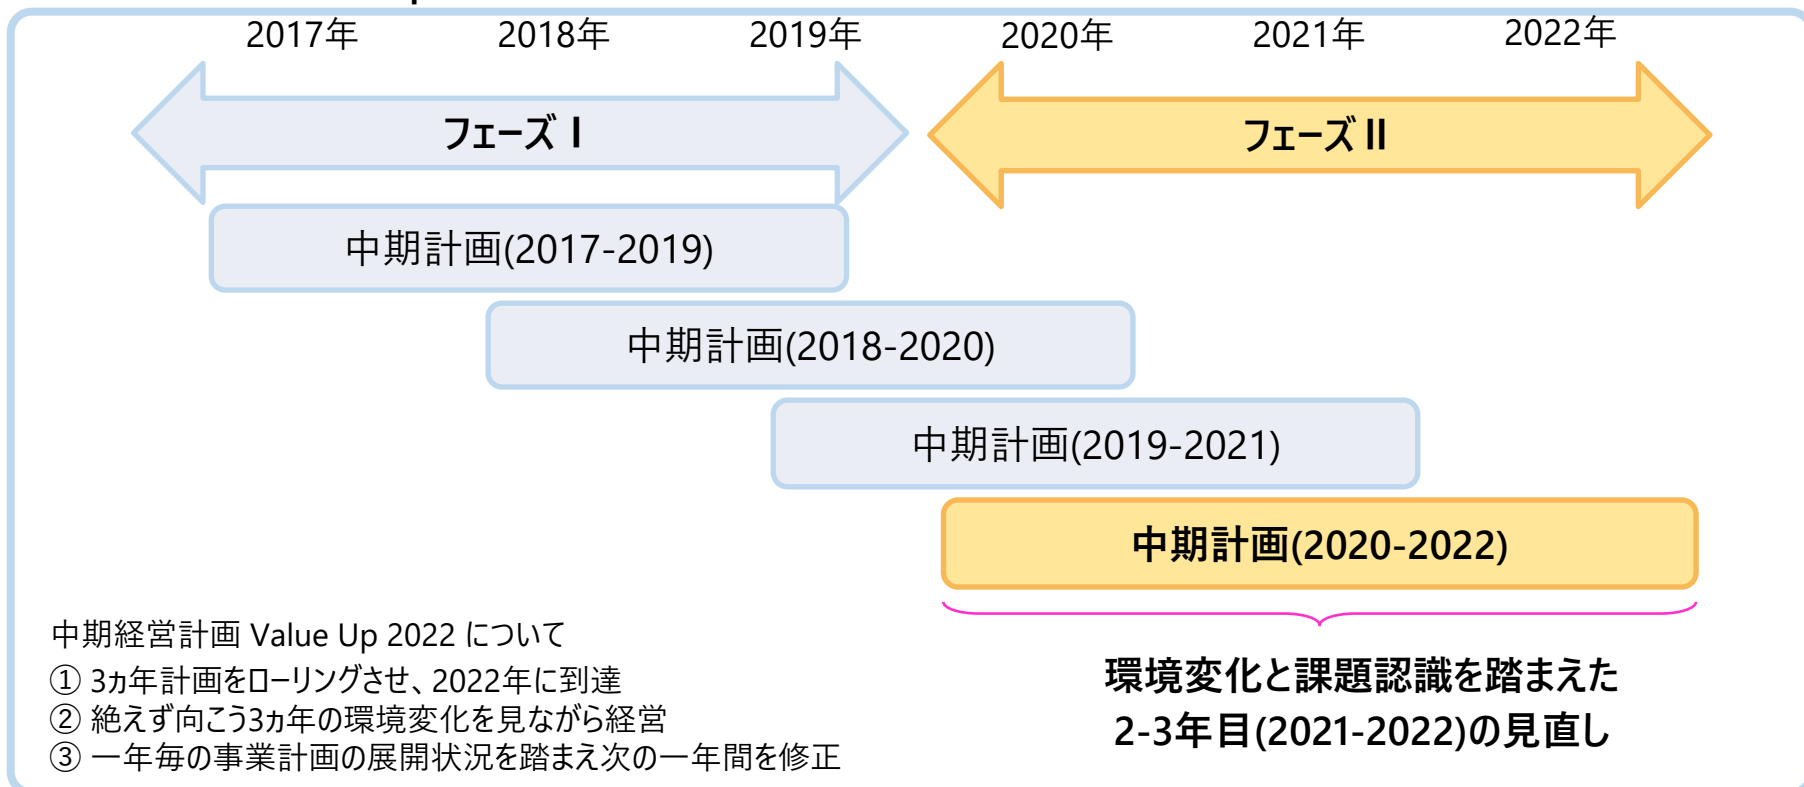 2017年 2018年 2019年 2020年 2021年 2022年
フェーズⅠ
フェーズⅡ
中期計画(2017-2019)
中期計画(2018-2020)
中期計画(2019-2021)
中期計画(2020-2022)
中期経営計画 Value Up 2022 について
① 3ヵ年計画をローリングさせ、2022年に到達
② 絶えず向こう3ヵ年の環境変化を見ながら経営
③ 一年毎の事業計画の展開状況を踏まえ次の一年間を修正
環境変化と課題認識を踏まえた
2-3年目(2021-2022)の見直し